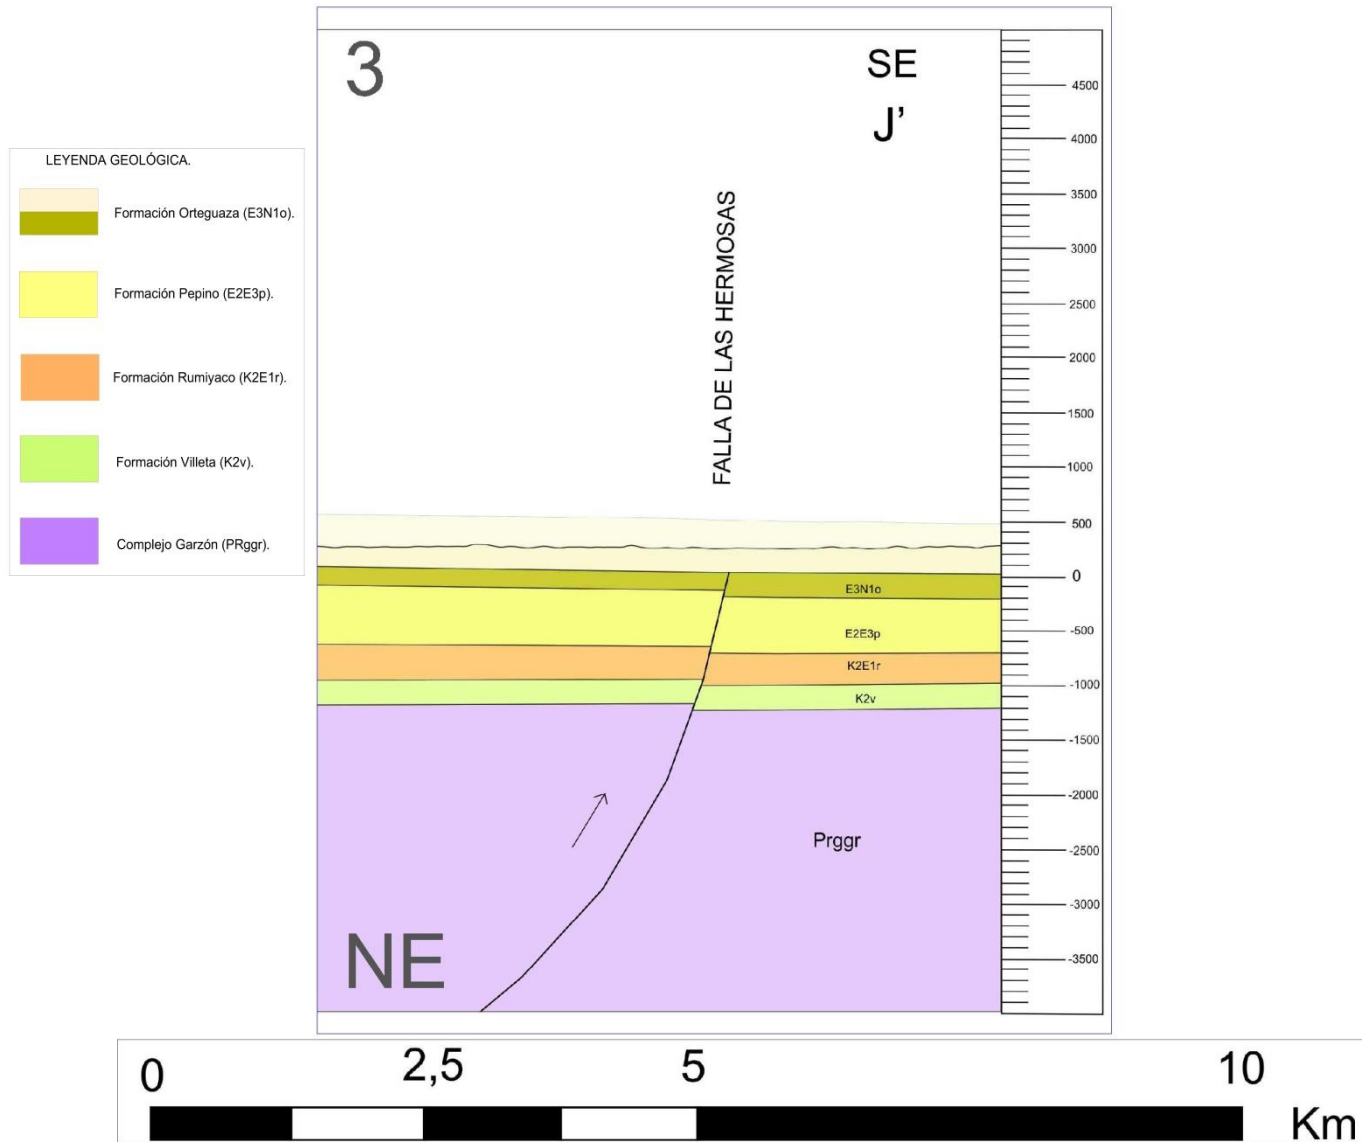 3
SE
J’
LEYENDA GEOLÓGICA.
Formación Orteguaza (E3N1o).
Formación Pepino (E2E3p).
Formación Rumiyaco (K2E1r).
Formación Villeta (K2v).
Complejo Garzón (PRggr).
FALLA DE LAS HERMOSAS
4500
4000
3500
3000
2500
2000
1500
1000
500
0
-500
-1000
-1500
-2000
-2500
-3000
-3500
E3N1o
E2E3p
K2E1r
K2v
Prggr
NE
0 2,5 5 10
Km